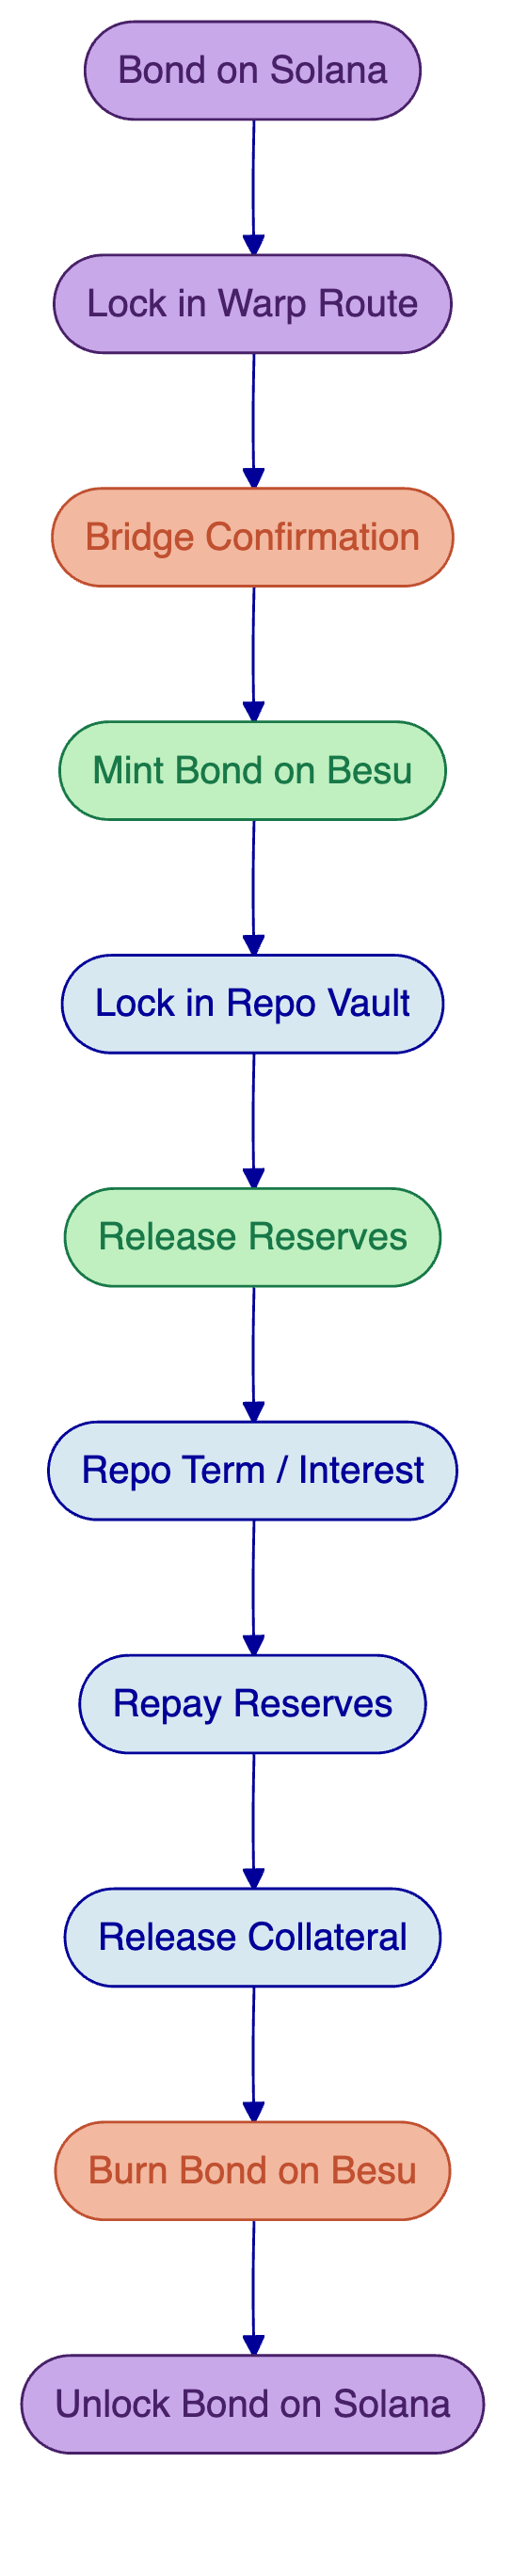 Bond on Solana
Lock in Warp Route
Bridge Confirmation
Mint Bond on Besu
Lock in Repo Vault
Release Reserves
Repo Term / Interest
Repay Reserves
Release Collateral
Burn Bond on Besu
Unlock Bond on Solana